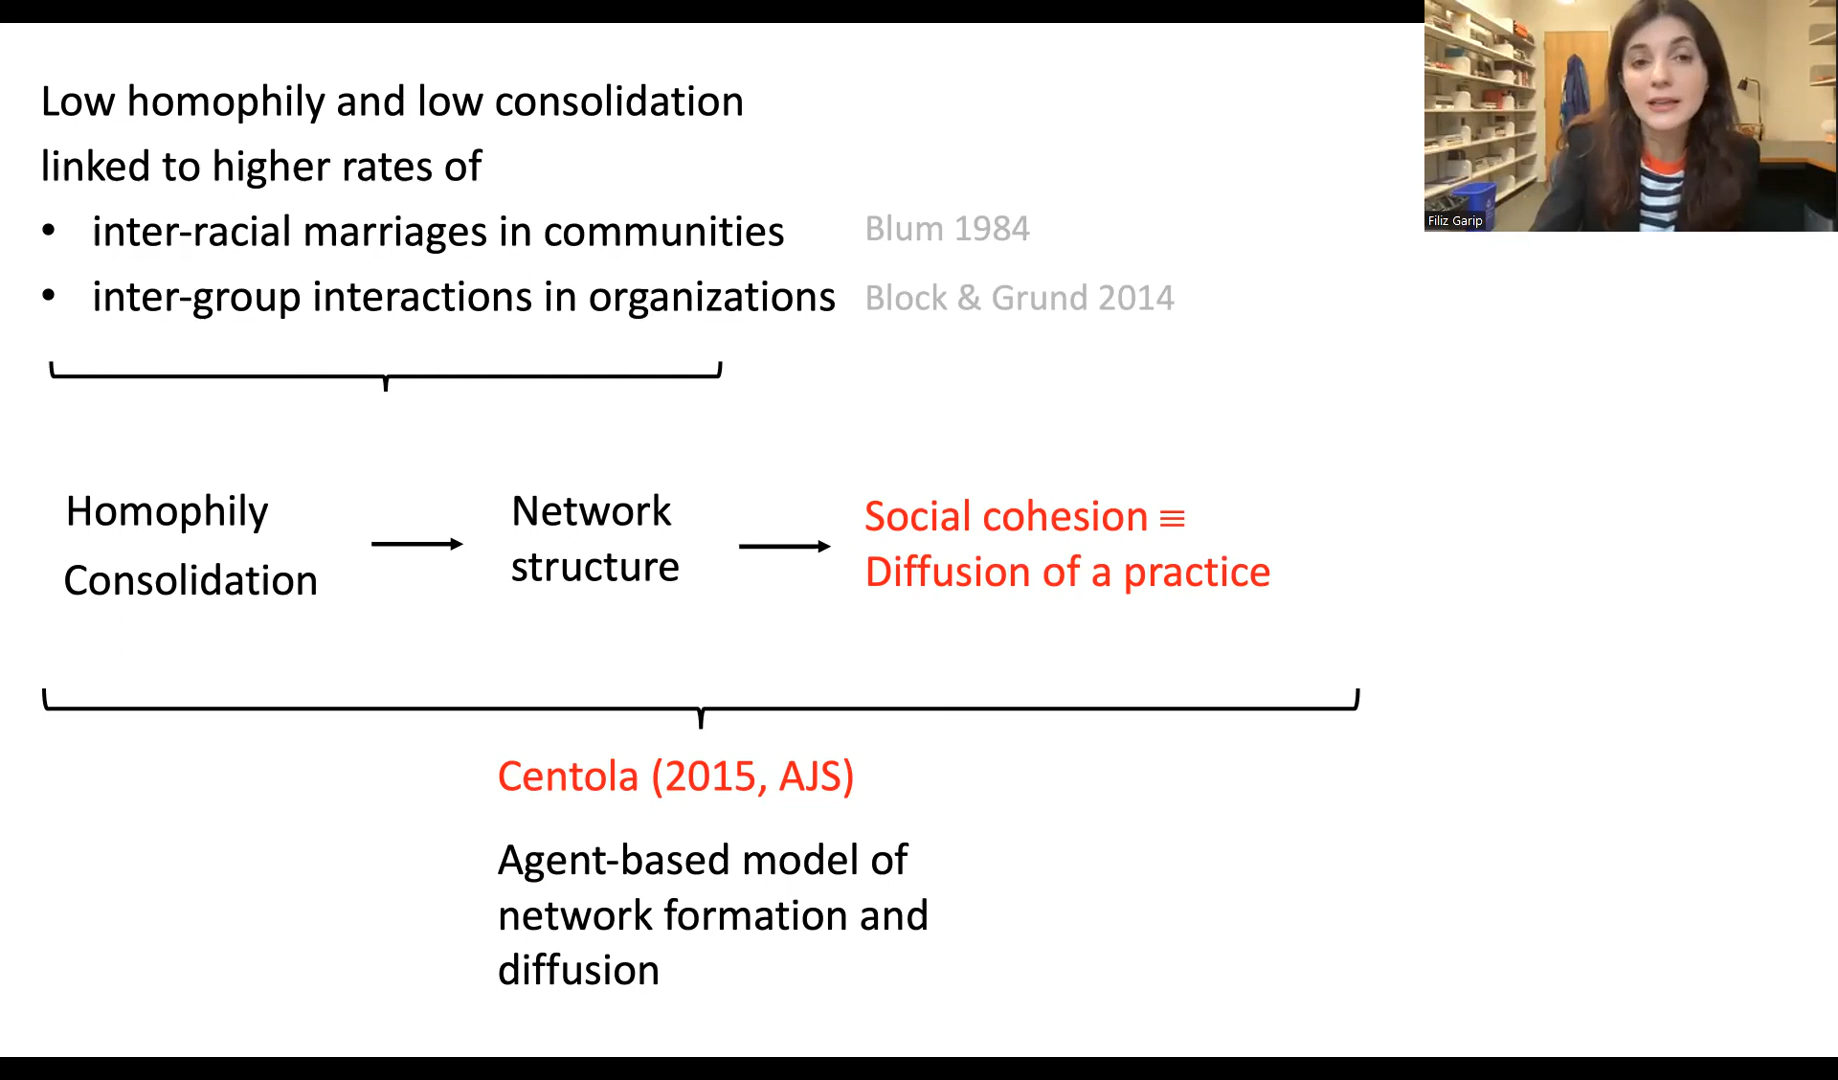 Low homophily and low consolidation
linked to higher rates of
• inter-racial marriages in communities Blum 1984
• inter-group interactions in organizations Block & Grund 2014
Filiz Garip
Homophily
Consolidation
Network
structure
Social cohesion ≡
Diffusion of a practice
Centola (2015, AJS)
Agent-based model of
network formation and
diffusion